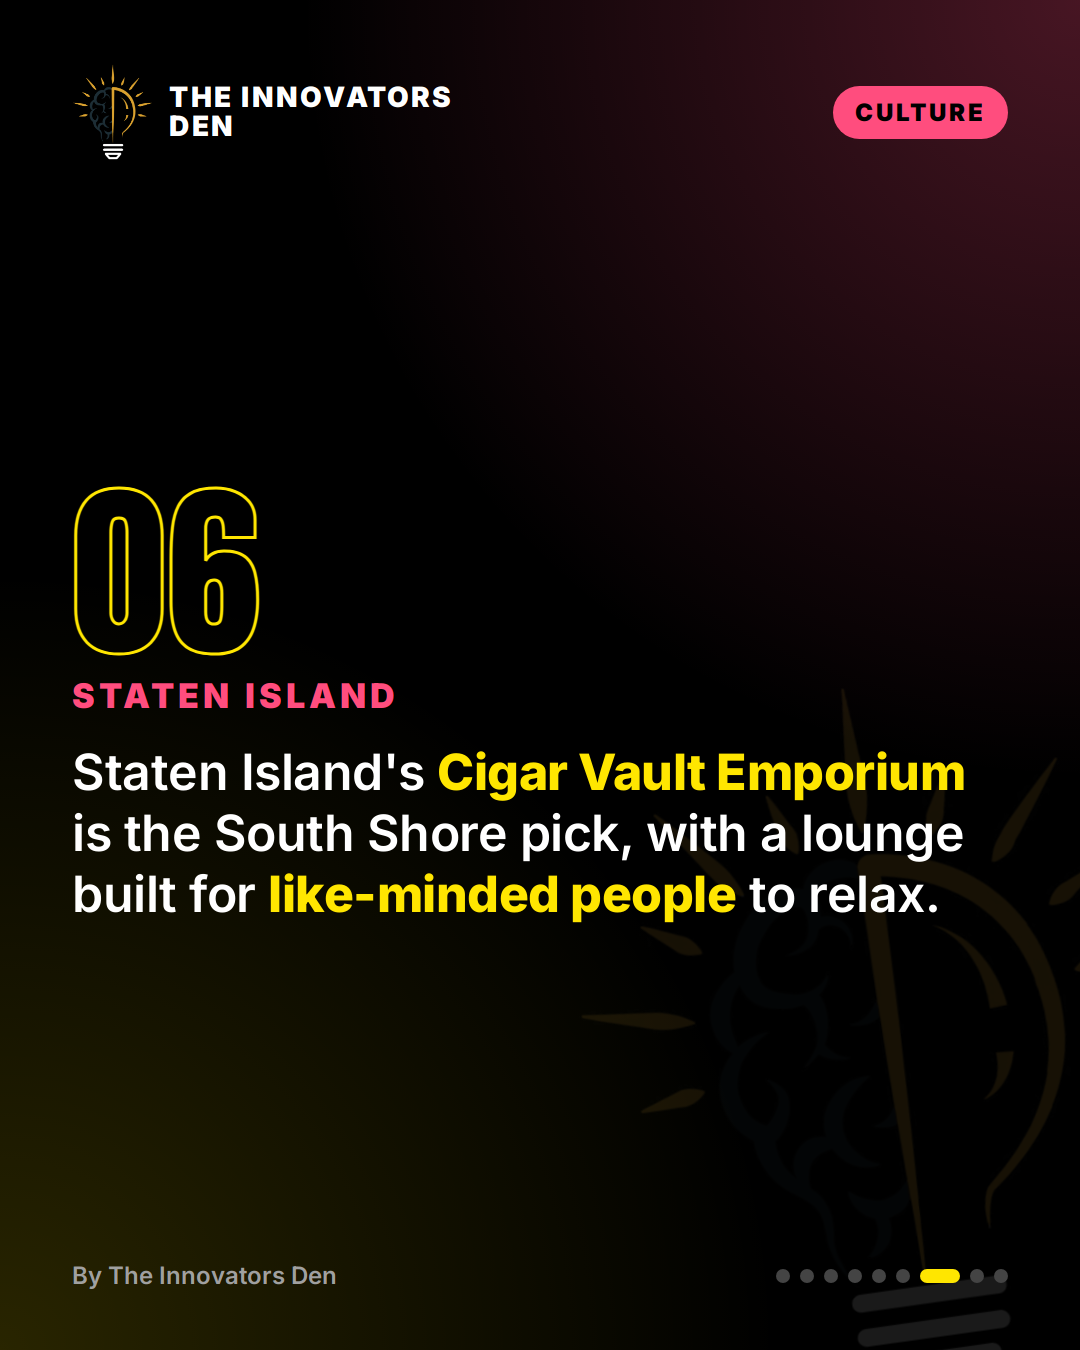 THE INNOVATORS
DEN
CULTURE
06
STATEN ISLAND
Staten Island's Cigar Vault Emporium
is the South Shore pick, with a lounge
built for like-minded people to relax.
By The Innovators Den